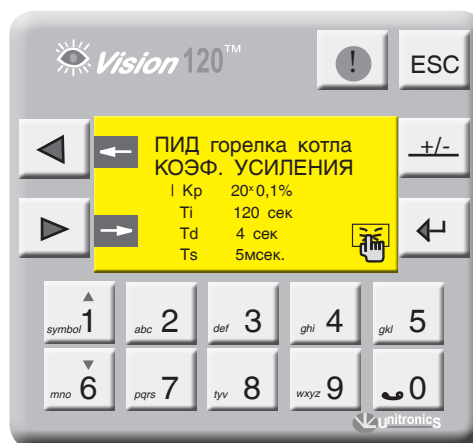 Vision 120™
!
ESC
ПИД горелка котла
КОЭФ. УСИЛЕНИЯ
| Kp 20ˣ0,1%
Ti 120 сек
Td 4 сек
Ts 5мсек.
+/-
symbol 1
abc 2
def 3
ghi 4
gkl 5
mno 6
pqrs 7
tyv 8
wxyz 9
0
unitronics